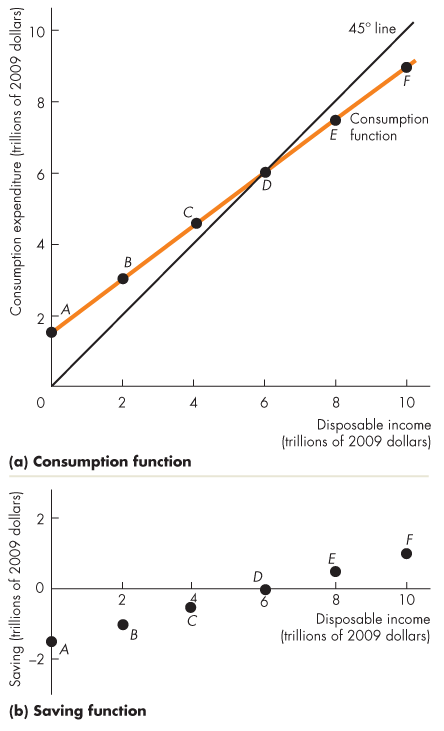 Consumption expenditure (trillions of 2009 dollars)
10
8
6
4
2
0
2
4
6
8
10
45° line
A
B
C
D
E
F
Consumption
function
Disposable income
(trillions of 2009 dollars)
(a) Consumption function
Saving (trillions of 2009 dollars)
2
0
–2
2
4
6
8
10
A
B
C
D
E
F
Disposable income
(trillions of 2009 dollars)
(b) Saving function